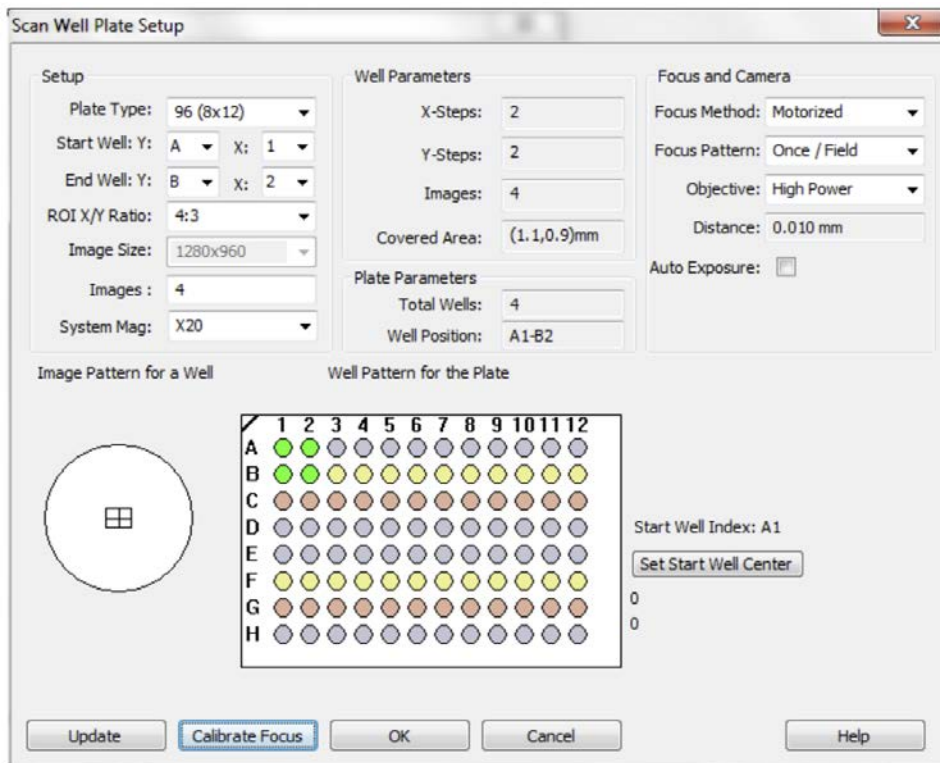 Scan Well Plate Setup
Setup
Plate Type: 96 (8x12)
Start Well: Y: A X: 1
End Well: Y: B X: 2
ROI X/Y Ratio: 4:3
Image Size: 1280x960
Images : 4
System Mag: X20
Well Parameters
X-Steps: 2
Y-Steps: 2
Images: 4
Covered Area: (1.1,0.9)mm
Plate Parameters
Total Wells: 4
Well Position: A1-B2
Focus and Camera
Focus Method: Motorized
Focus Pattern: Once / Field
Objective: High Power
Distance: 0.010 mm
Auto Exposure:
Image Pattern for a Well
Well Pattern for the Plate
1 2 3 4 5 6 7 8 9 10 11 12
A
B
C
D
E
F
G
H
Start Well Index: A1
Set Start Well Center
0
0
Update Calibrate Focus OK Cancel Help